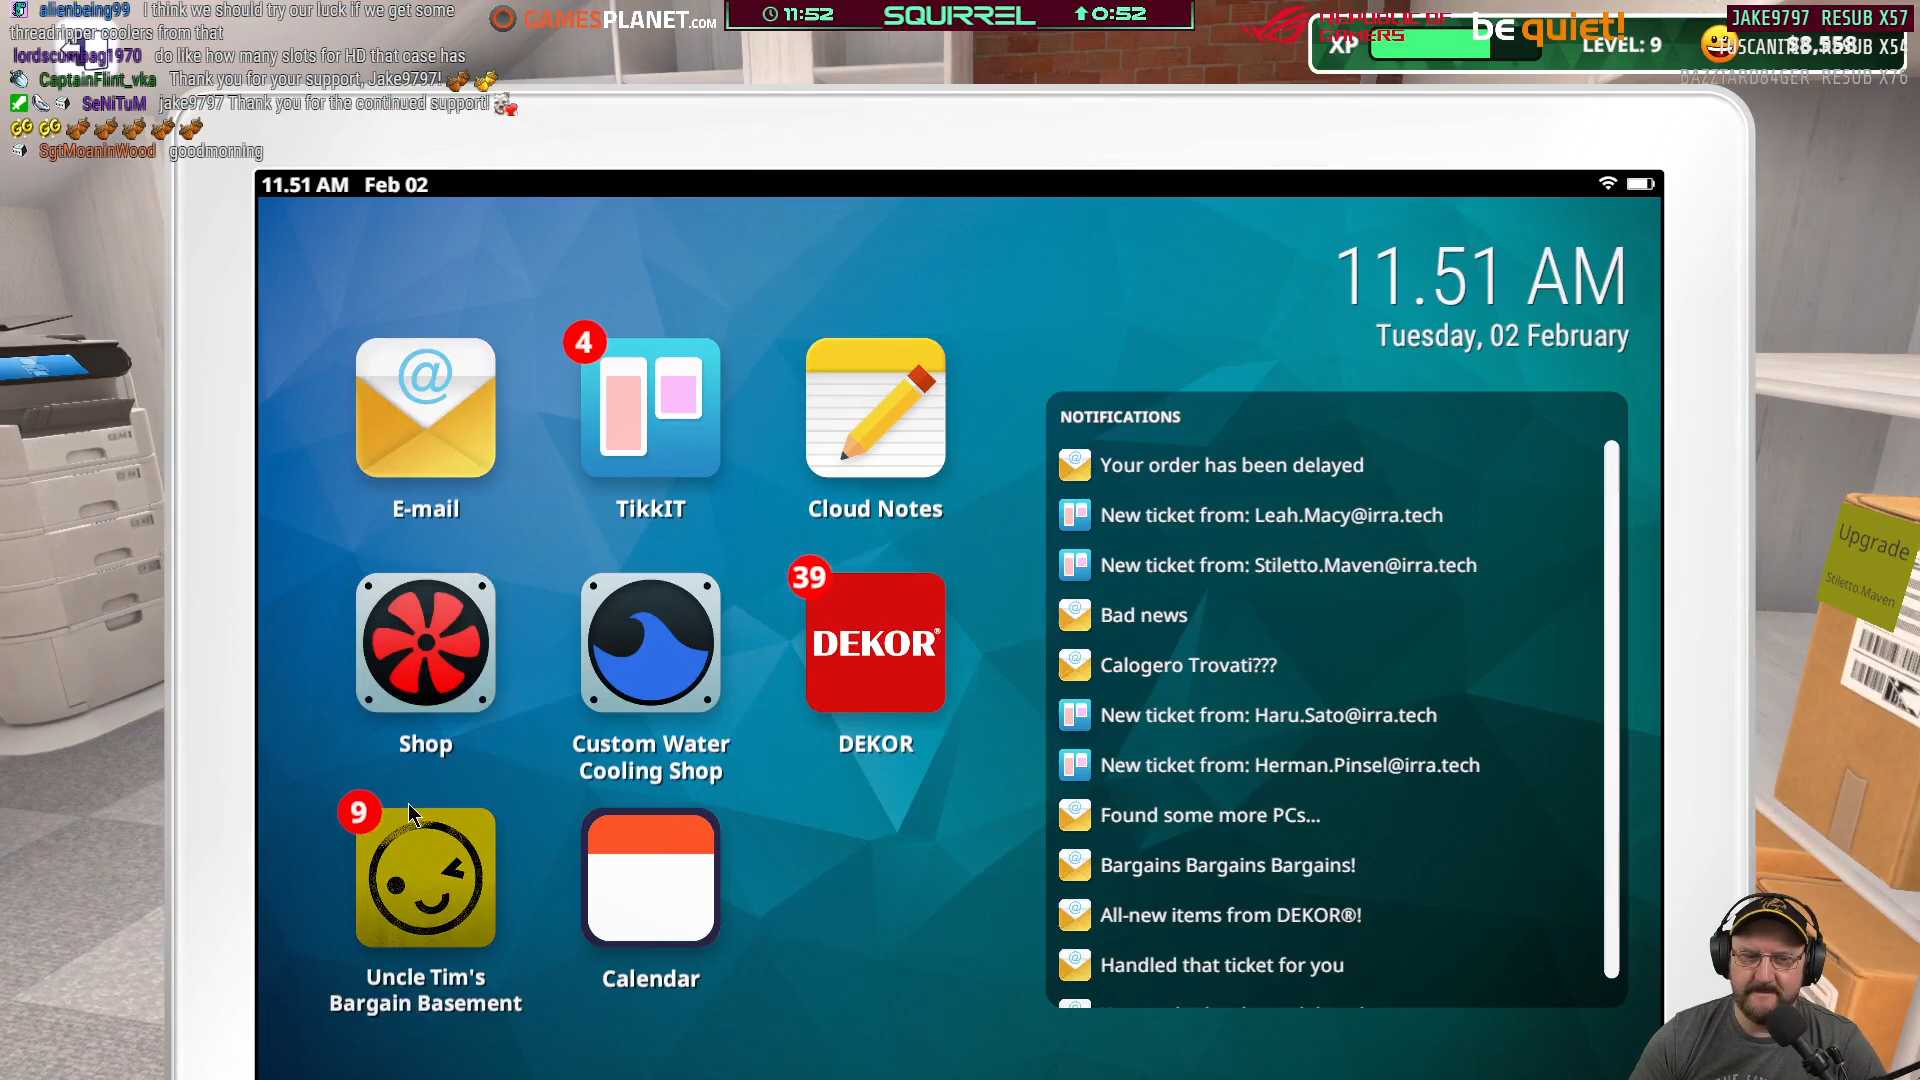 alienbeing99 I think we should try our luck if we get some
threadripper coolers from that
lordscumbag1970 do like how many slots for HD that case has
CaptainFlint_vka Thank you for your support, Jake9797!
SeNiTuM jake9797 Thank you for the continued support!
GG GG
SgtMoaninWood goodmorning
GAMESPLANET.COM
11:52 SQUIRREL 0:52
REPUBLIC OF
GAMERS
be quiet!
XP
LEVEL: 9
$8,558
JAKE9797 RESUB X57
RESUB X54
BAZZTARD84GER RESUB X76
11.51 AM Feb 02
11.51 AM
Tuesday, 02 February
4
E-mail
TikkIT
Cloud Notes
39
DEKOR®
Shop
Custom Water
Cooling Shop
DEKOR
9
Uncle Tim's
Bargain Basement
Calendar
NOTIFICATIONS
Your order has been delayed
New ticket from: Leah.Macy@irra.tech
New ticket from: Stiletto.Maven@irra.tech
Bad news
Calogero Trovati???
New ticket from: Haru.Sato@irra.tech
New ticket from: Herman.Pinsel@irra.tech
Found some more PCs...
Bargains Bargains Bargains!
All-new items from DEKOR®!
Handled that ticket for you
Upgrade
Stiletto.Maven